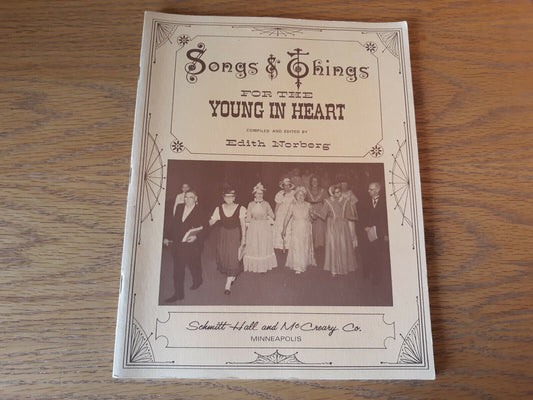 Songs & Things
FOR THE
YOUNG IN HEART
COMPILED AND EDITED BY
Edith Norberg
Schmitt Hall and McCreary Co.
MINNEAPOLIS